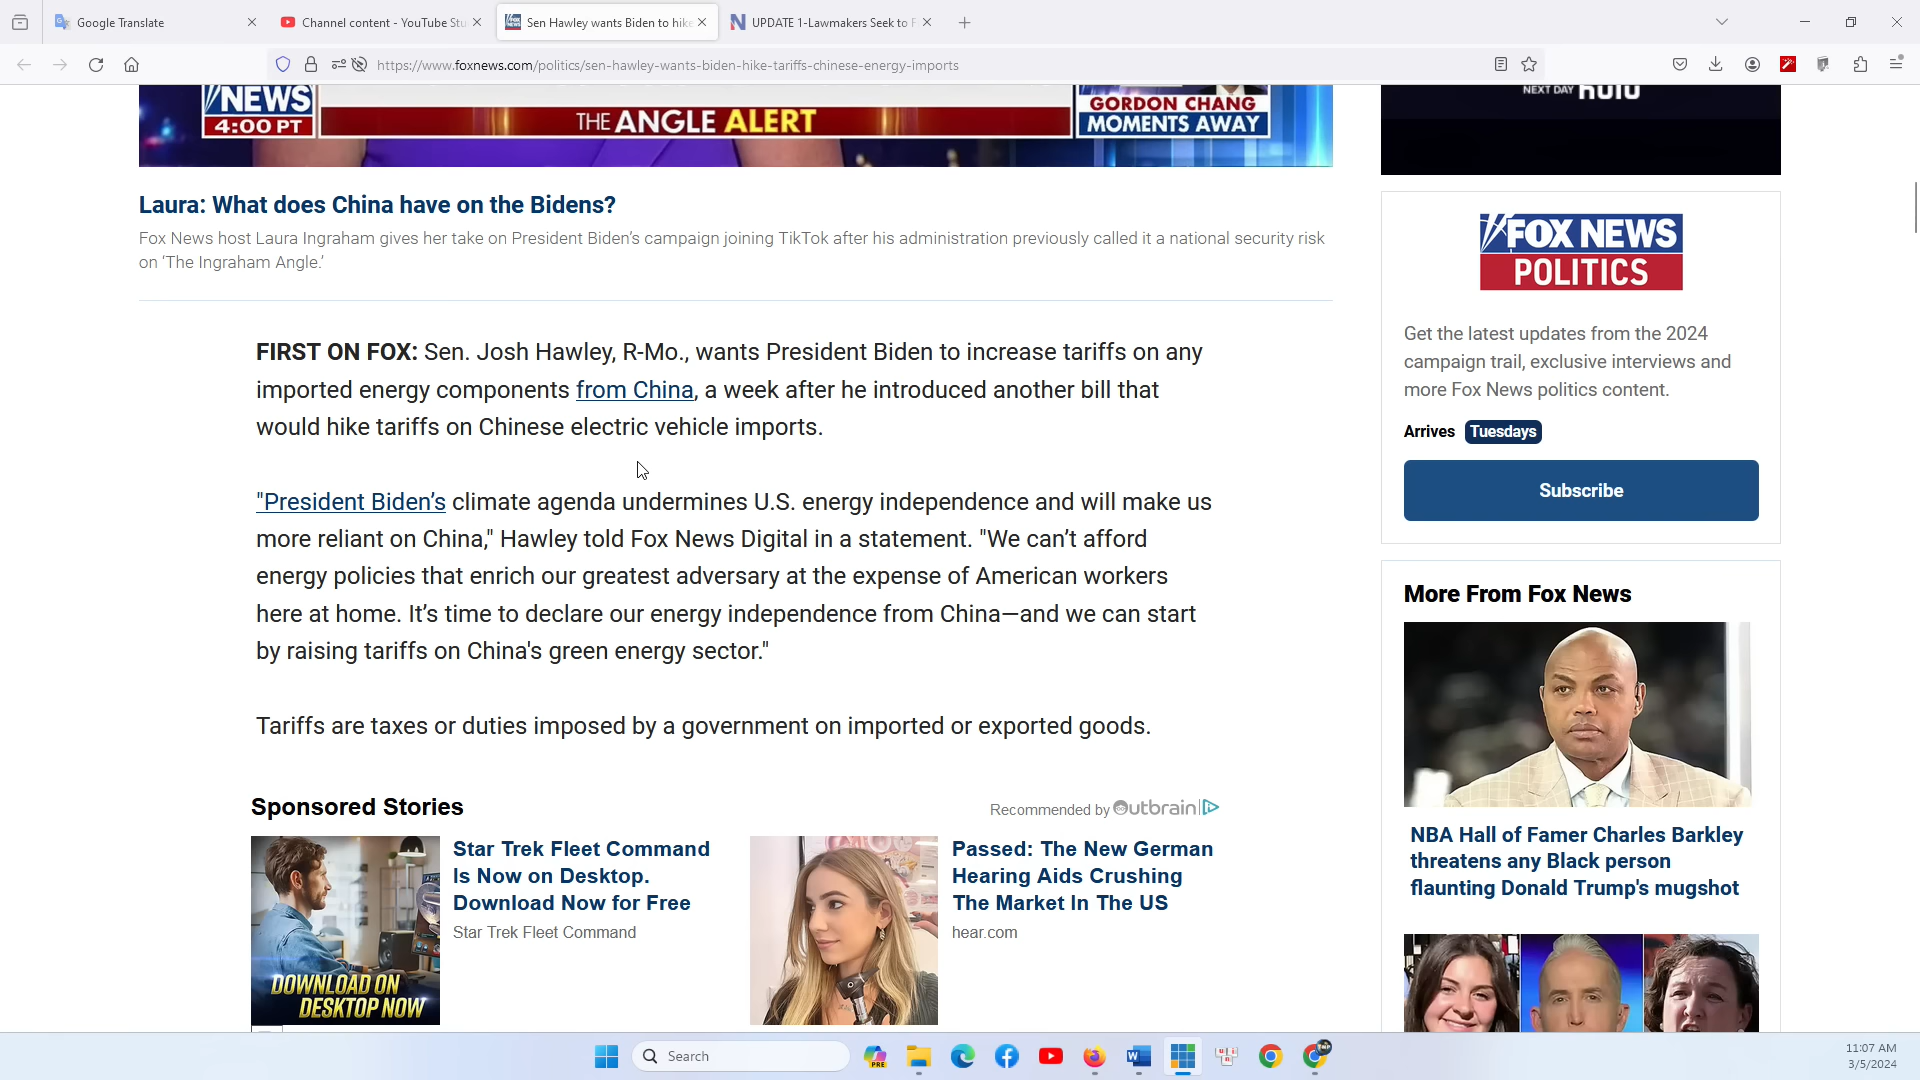 Google Translate
Channel content - YouTube Stu
Sen Hawley wants Biden to hike
UPDATE 1-Lawmakers Seek to F
https://www.foxnews.com/politics/sen-hawley-wants-biden-hike-tariffs-chinese-energy-imports
NEWS
4:00 PT
THE ANGLE ALERT
GORDON CHANG
MOMENTS AWAY
NEXT DAY hulu
Laura: What does China have on the Bidens?
Fox News host Laura Ingraham gives her take on President Biden's campaign joining TikTok after his administration previously called it a national security risk
on 'The Ingraham Angle.'
FIRST ON FOX: Sen. Josh Hawley, R-Mo., wants President Biden to increase tariffs on any
imported energy components from China, a week after he introduced another bill that
would hike tariffs on Chinese electric vehicle imports.
"President Biden's climate agenda undermines U.S. energy independence and will make us
more reliant on China," Hawley told Fox News Digital in a statement. "We can't afford
energy policies that enrich our greatest adversary at the expense of American workers
here at home. It's time to declare our energy independence from China—and we can start
by raising tariffs on China's green energy sector."
Tariffs are taxes or duties imposed by a government on imported or exported goods.
Sponsored Stories
Recommended by Outbrain
Star Trek Fleet Command
Is Now on Desktop.
Download Now for Free
Star Trek Fleet Command
DOWNLOAD ON
DESKTOP NOW
Passed: The New German
Hearing Aids Crushing
The Market In The US
hear.com
FOX NEWS
POLITICS
Get the latest updates from the 2024
campaign trail, exclusive interviews and
more Fox News politics content.
Arrives Tuesdays
Subscribe
More From Fox News
NBA Hall of Famer Charles Barkley
threatens any Black person
flaunting Donald Trump's mugshot
Search
PRE
11:07 AM
3/5/2024